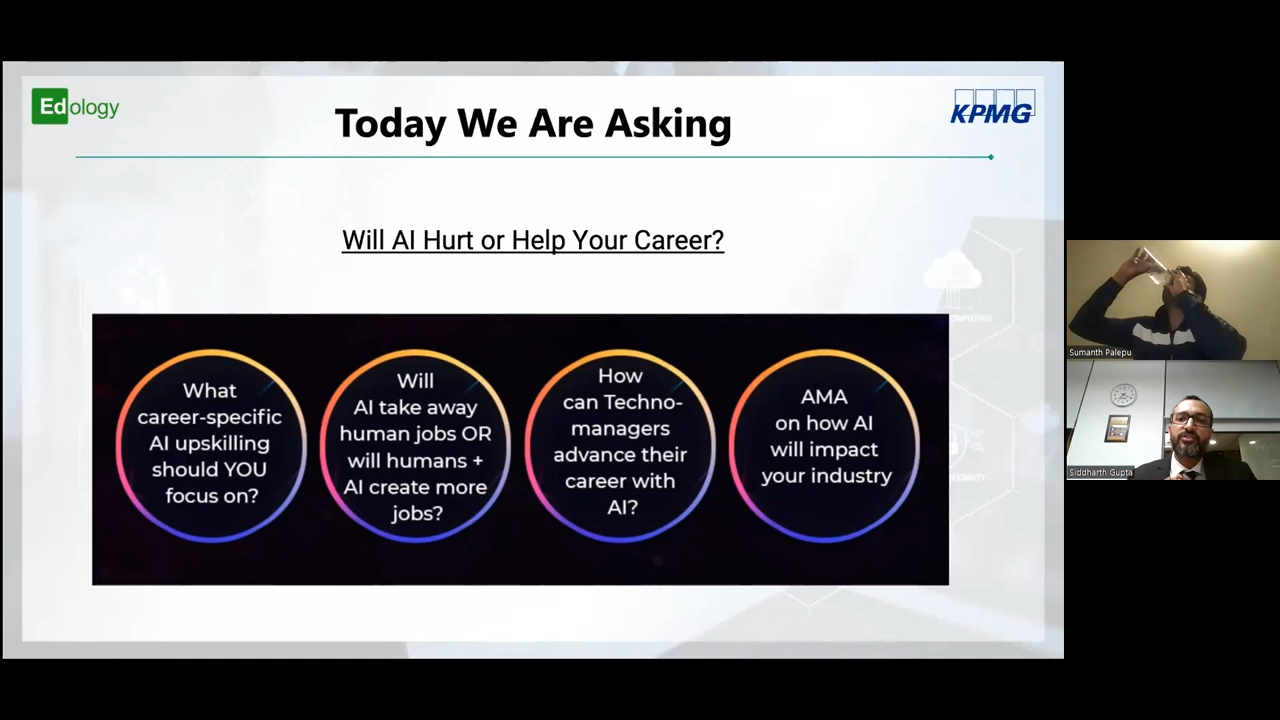 Edology
KPMG
Today We Are Asking
Will AI Hurt or Help Your Career?
What
career-specific
AI upskilling
should YOU
focus on?
Will
AI take away
human jobs OR
will humans +
AI create more
jobs?
How
can Techno-
managers
advance their
career with
AI?
AMA
on how AI
will impact
your industry
Sumanth Palepu
Siddharth Gupta